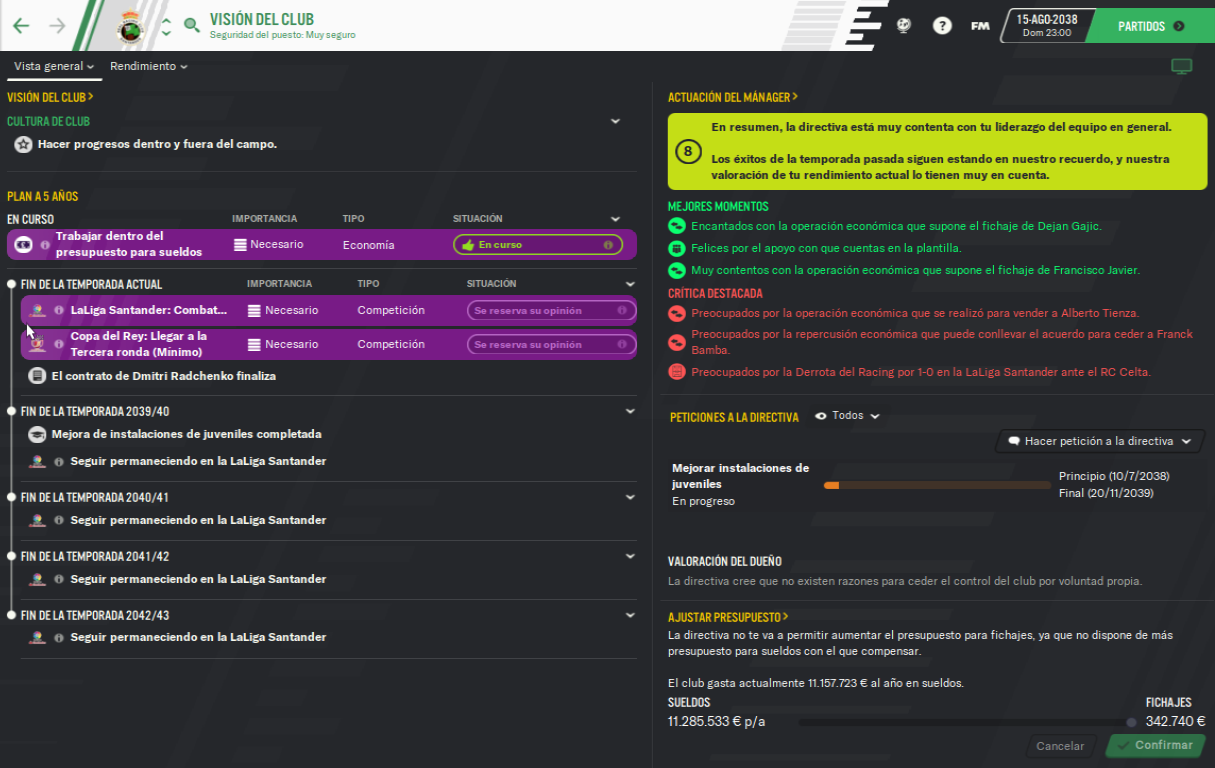 VISIÓN DEL CLUB
Seguridad del puesto: Muy seguro
?
FM
15-AGO-2038
Dom 23:00
PARTIDOS
Vista general
Rendimiento
VISIÓN DEL CLUB
CULTURA DE CLUB
Hacer progresos dentro y fuera del campo.
PLAN A 5 AÑOS
EN CURSO
IMPORTANCIA
TIPO
SITUACIÓN
Trabajar dentro del
presupuesto para sueldos
Necesario
Economía
En curso
FIN DE LA TEMPORADA ACTUAL
IMPORTANCIA
TIPO
SITUACIÓN
LaLiga Santander: Combat...
Necesario
Competición
Se reserva su opinión
Copa del Rey: Llegar a la
Tercera ronda (Mínimo)
Necesario
Competición
Se reserva su opinión
El contrato de Dmitri Radchenko finaliza
FIN DE LA TEMPORADA 2039/40
Mejora de instalaciones de juveniles completada
Seguir permaneciendo en la LaLiga Santander
FIN DE LA TEMPORADA 2040/41
Seguir permaneciendo en la LaLiga Santander
FIN DE LA TEMPORADA 2041/42
Seguir permaneciendo en la LaLiga Santander
FIN DE LA TEMPORADA 2042/43
Seguir permaneciendo en la LaLiga Santander
ACTUACIÓN DEL MÁNAGER
8
En resumen, la directiva está muy contenta con tu liderazgo del equipo en general.
Los éxitos de la temporada pasada siguen estando en nuestro recuerdo, y nuestra
valoración de tu rendimiento actual lo tienen muy en cuenta.
MEJORES MOMENTOS
Encantados con la operación económica que supone el fichaje de Dejan Gajic.
Felices por el apoyo con que cuentas en la plantilla.
Muy contentos con la operación económica que supone el fichaje de Francisco Javier.
CRÍTICA DESTACADA
Preocupados por la operación económica que se realizó para vender a Alberto Tienza.
Preocupados por la repercusión económica que puede conllevar el acuerdo para ceder a Franck
Bamba.
Preocupados por la Derrota del Racing por 1-0 en la LaLiga Santander ante el RC Celta.
PETICIONES A LA DIRECTIVA
Todos
Hacer petición a la directiva
Mejorar instalaciones de
juveniles
En progreso
Principio (10/7/2038)
Final (20/11/2039)
VALORACIÓN DEL DUEÑO
La directiva cree que no existen razones para ceder el control del club por voluntad propia.
AJUSTAR PRESUPUESTO
La directiva no te va a permitir aumentar el presupuesto para fichajes, ya que no dispone de más
presupuesto para sueldos con el que compensar.
El club gasta actualmente 11.157.723 € al año en sueldos.
SUELDOS
FICHAJES
11.285.533 € p/a
342.740 €
Cancelar
Confirmar